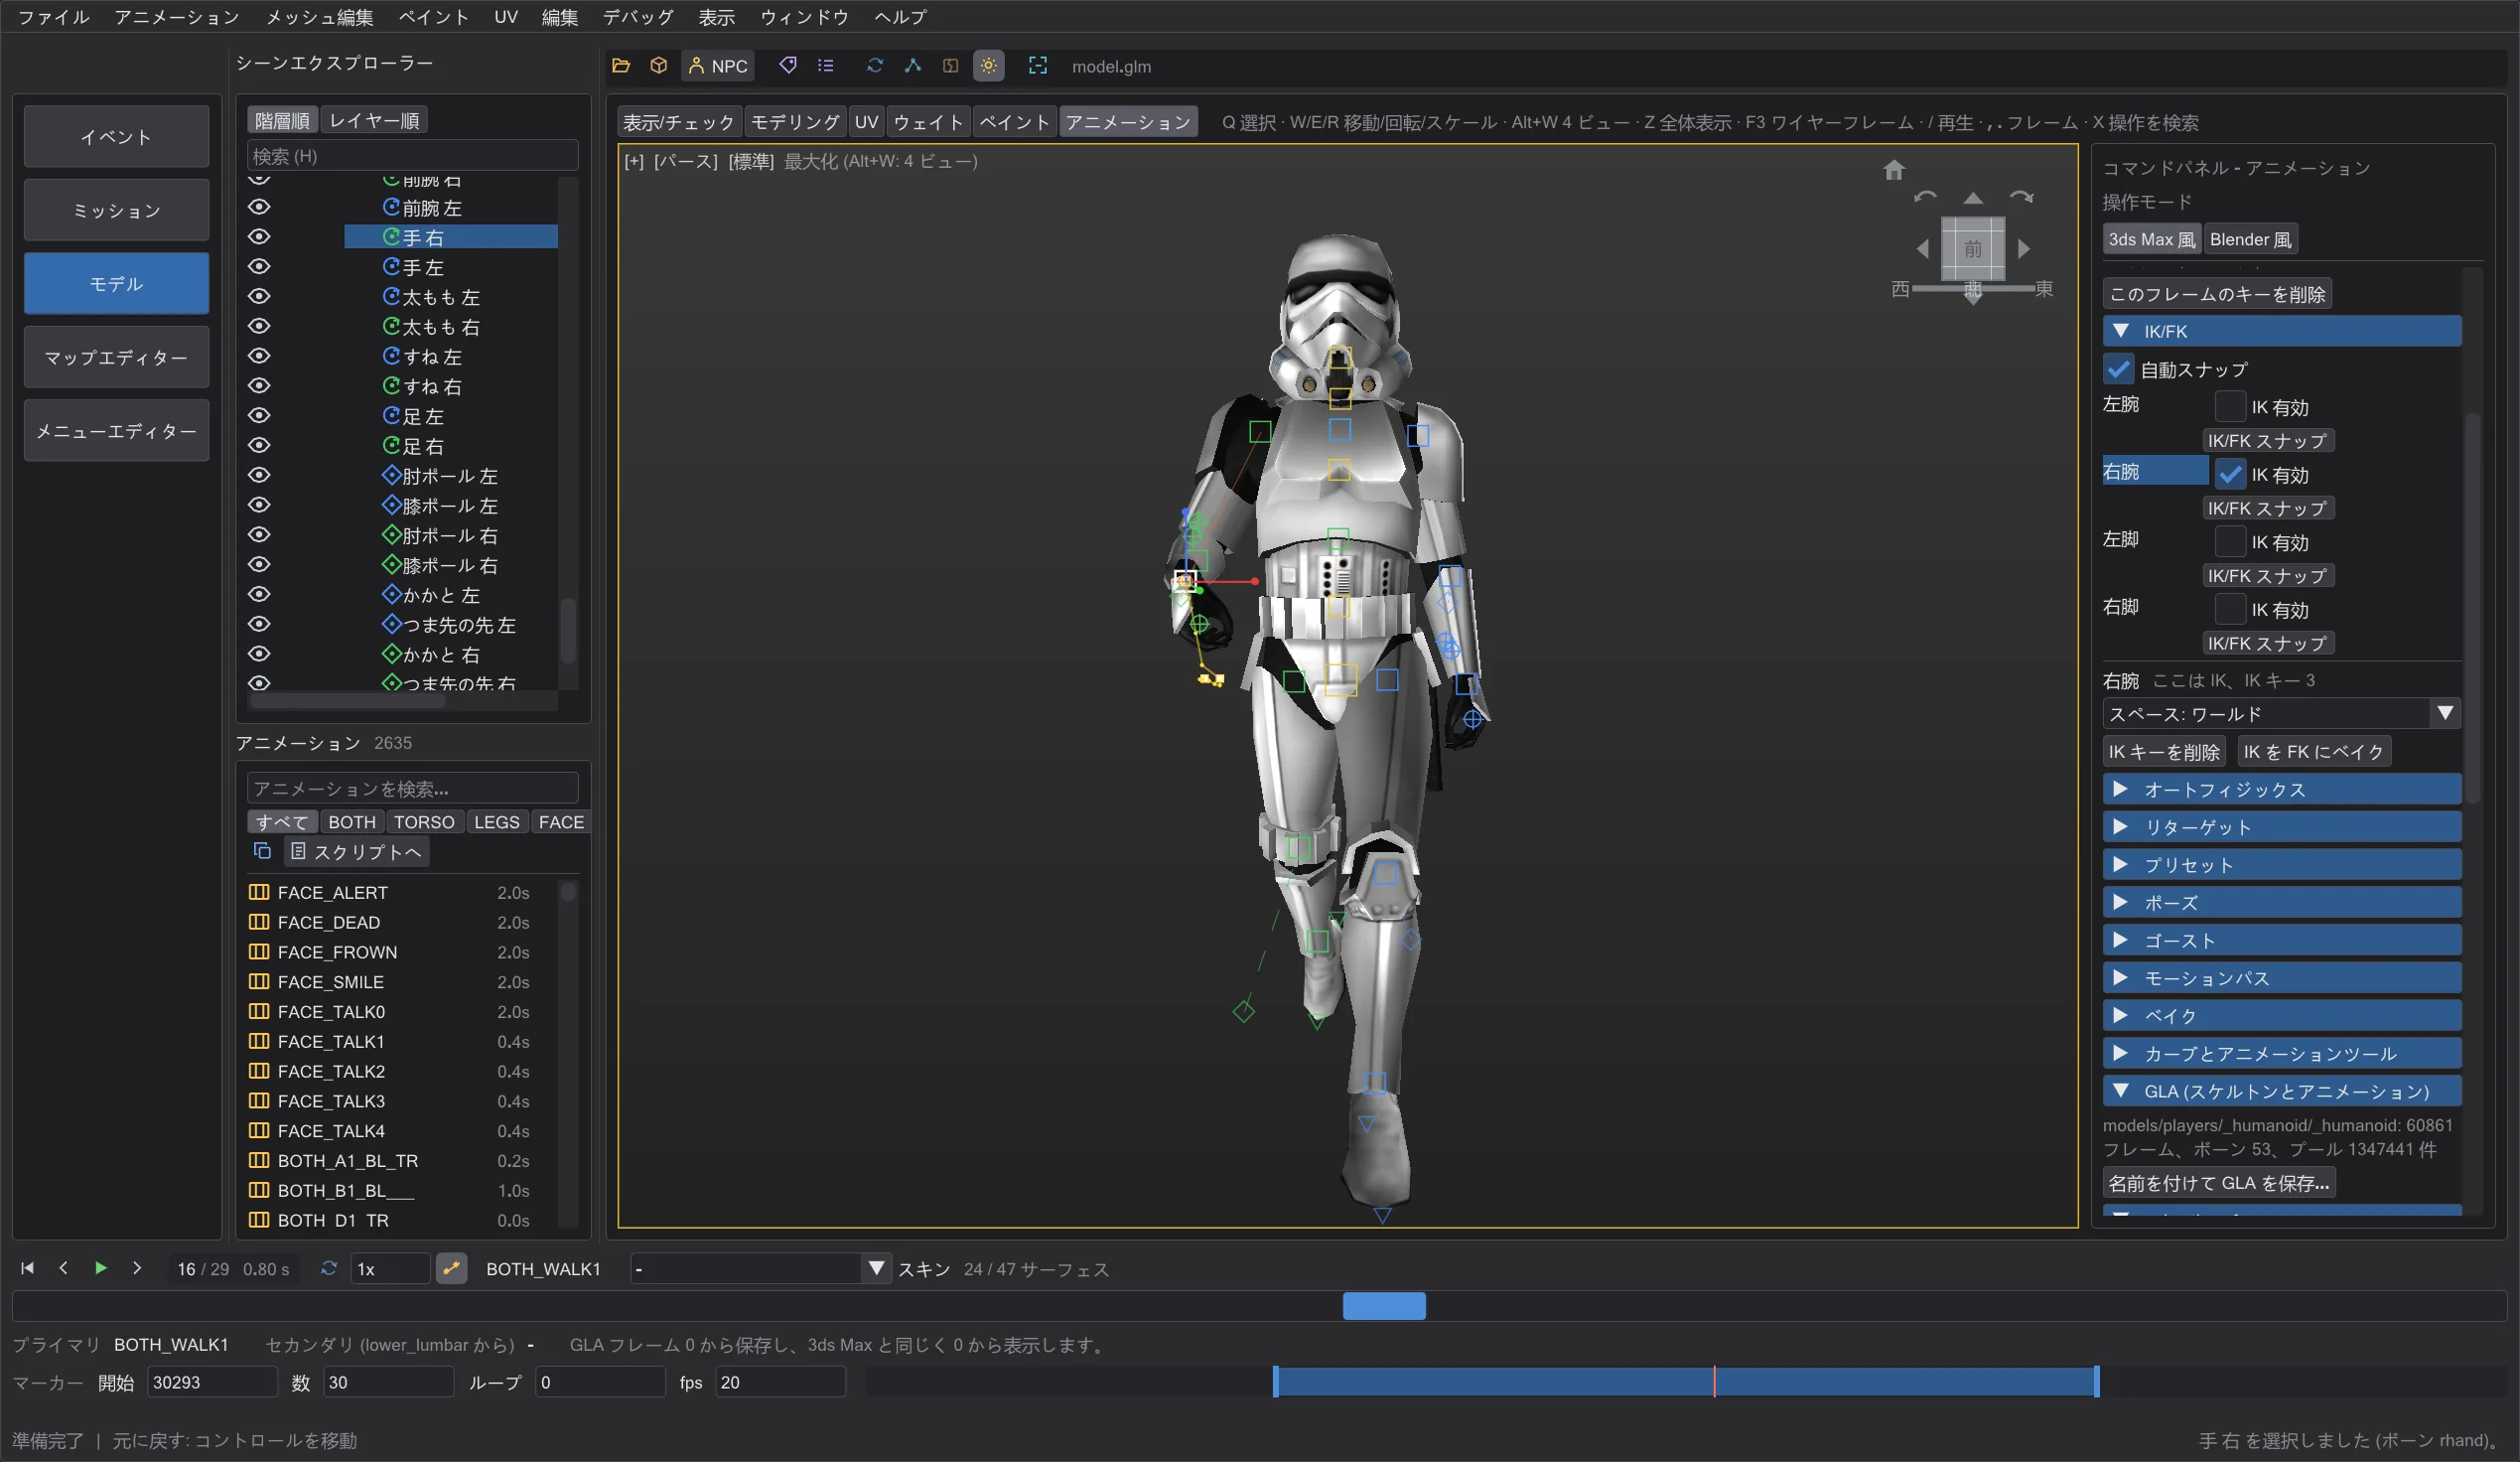 ファイル アニメーション メッシュ編集 ペイント UV 編集 デバッグ 表示 ウィンドウ ヘルプ
シーンエクスプローラー
NPC model.glm
イベント
ミッション
モデル
マップエディター
メニューエディター
階層順 レイヤー順
検索 (H)
前腕 右
前腕 左
手 右
手 左
太もも 左
太もも 右
すね 左
すね 右
足 左
足 右
肘ポール 左
膝ポール 左
肘ポール 右
膝ポール 右
かかと 左
つま先の先 左
かかと 右
つま先の先 右
アニメーション 2635
アニメーションを検索...
すべて BOTH TORSO LEGS FACE
スクリプトへ
FACE_ALERT 2.0s
FACE_DEAD 2.0s
FACE_FROWN 2.0s
FACE_SMILE 2.0s
FACE_TALK0 2.0s
FACE_TALK1 0.4s
FACE_TALK2 0.4s
FACE_TALK3 0.4s
FACE_TALK4 0.4s
BOTH_A1_BL_TR 0.2s
BOTH_B1_BL___ 1.0s
BOTH_D1_TR 0.0s
表示/チェック モデリング UV ウェイト ペイント アニメーション Q 選択 · W/E/R 移動/回転/スケール · Alt+W 4 ビュー · Z 全体表示 · F3 ワイヤーフレーム · / 再生 · , . フレーム · X 操作を検索
[+] [パース] [標準] 最大化 (Alt+W: 4 ビュー)
前
西 北 東
コマンドパネル - アニメーション
操作モード
3ds Max 風 Blender 風
このフレームのキーを削除
IK/FK
自動スナップ
左腕 IK 有効
IK/FK スナップ
右腕 IK 有効
IK/FK スナップ
左脚 IK 有効
IK/FK スナップ
右脚 IK 有効
IK/FK スナップ
右腕 ここは IK、IK キー 3
スペース: ワールド
IK キーを削除 IK を FK にベイク
オートフィジックス
リターゲット
プリセット
ポーズ
ゴースト
モーションパス
ベイク
カーブとアニメーションツール
GLA (スケルトンとアニメーション)
models/players/_humanoid/_humanoid: 60861
フレーム、ボーン 53、プール 1347441 件
名前を付けて GLA を保存...
16 / 29 0.80 s 1x BOTH_WALK1 - スキン 24 / 47 サーフェス
プライマリ BOTH_WALK1 セカンダリ (lower_lumbar から) - GLA フレーム 0 から保存し、3ds Max と同じく 0 から表示します。
マーカー 開始 30293 数 30 ループ 0 fps 20
準備完了 | 元に戻す: コントロールを移動
手 右 を選択しました (ボーン rhand)。